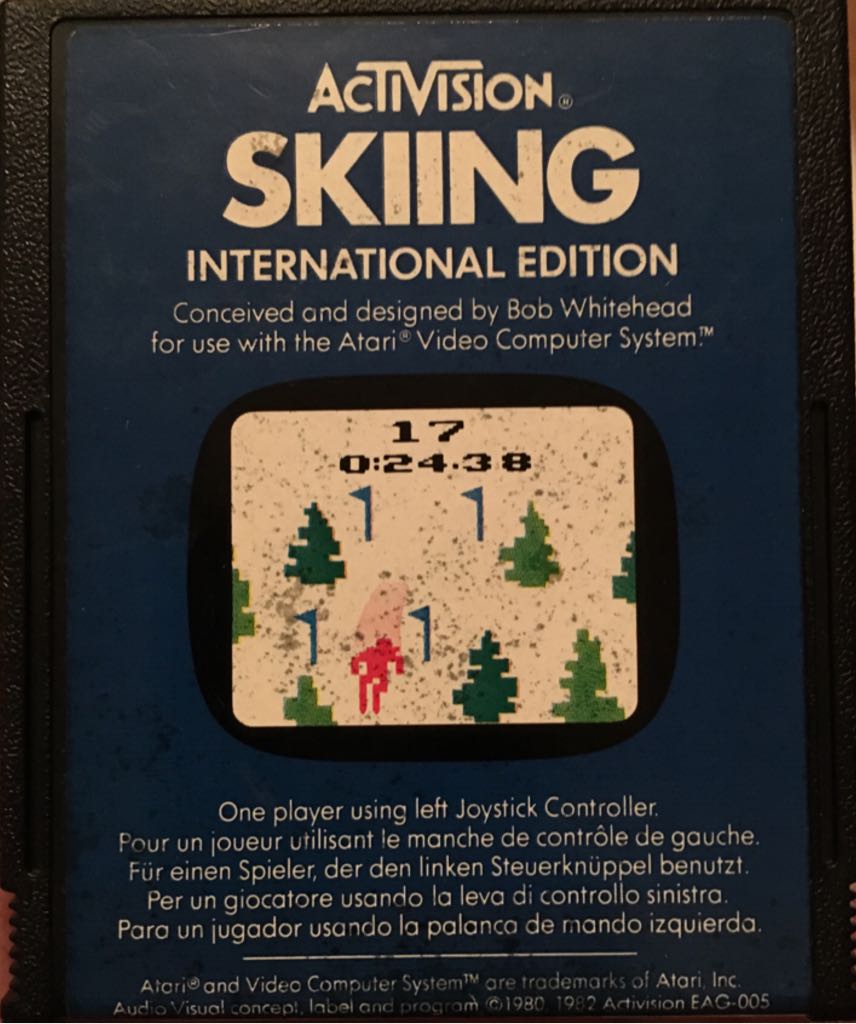 ACTIVISION®
SKIING
INTERNATIONAL EDITION
Conceived and designed by Bob Whitehead
for use with the Atari® Video Computer System.™
17
0:24.38
One player using left Joystick Controller.
Pour un joueur utilisant le manche de contrôle de gauche.
Für einen Spieler, der den linken Steuerknüppel benutzt.
Per un giocatore usando la leva di controllo sinistra.
Para un jugador usando la palanca de mando izquierda.
Atari® and Video Computer System™ are trademarks of Atari, Inc.
Audio Visual concept, label and program ©1980, 1982 Activision EAG-005